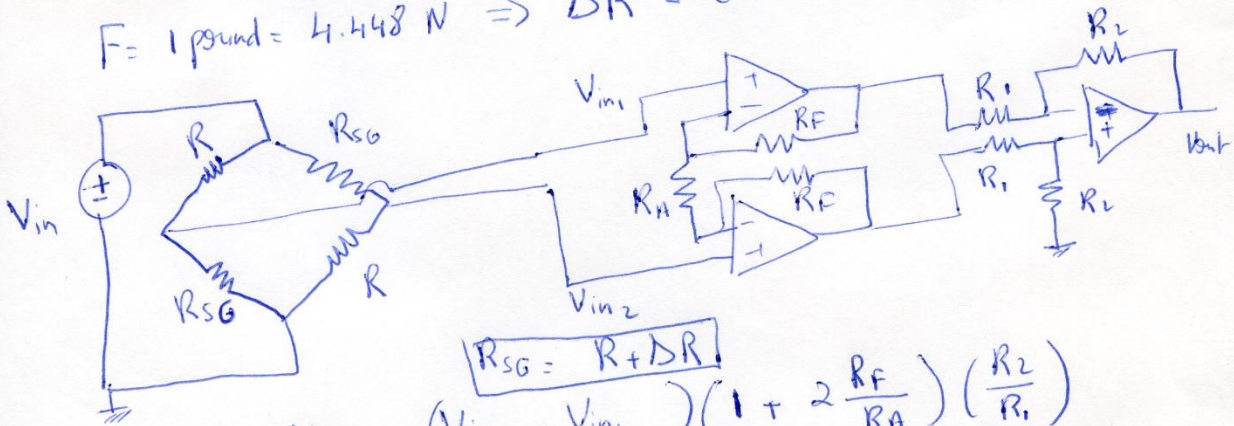 F = 1 pound = 4.448 N ⇒ ΔR =
Vin
±
R
RSG
RSG
R
Vin1
Vin2
+
−
RF
RA
RF
−
+
R1
R1
R2
+
R2
Vout
RSG = R + ΔR
)(1 + 2 RF/RA)(R2/R1)